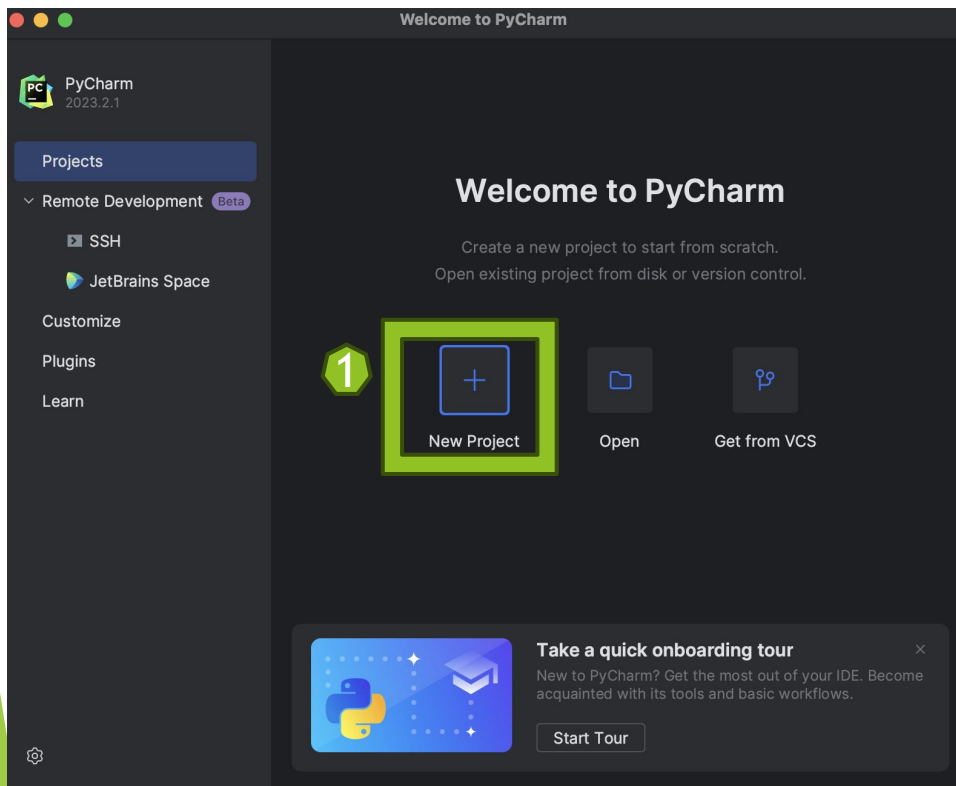 Welcome to PyCharm
PC
PyCharm
2023.2.1
Projects
Remote Development Beta
SSH
JetBrains Space
Customize
Plugins
Learn
Welcome to PyCharm
Create a new project to start from scratch.
Open existing project from disk or version control.
1
New Project
Open
Get from VCS
Take a quick onboarding tour
New to PyCharm? Get the most out of your IDE. Become
acquainted with its tools and basic workflows.
Start Tour